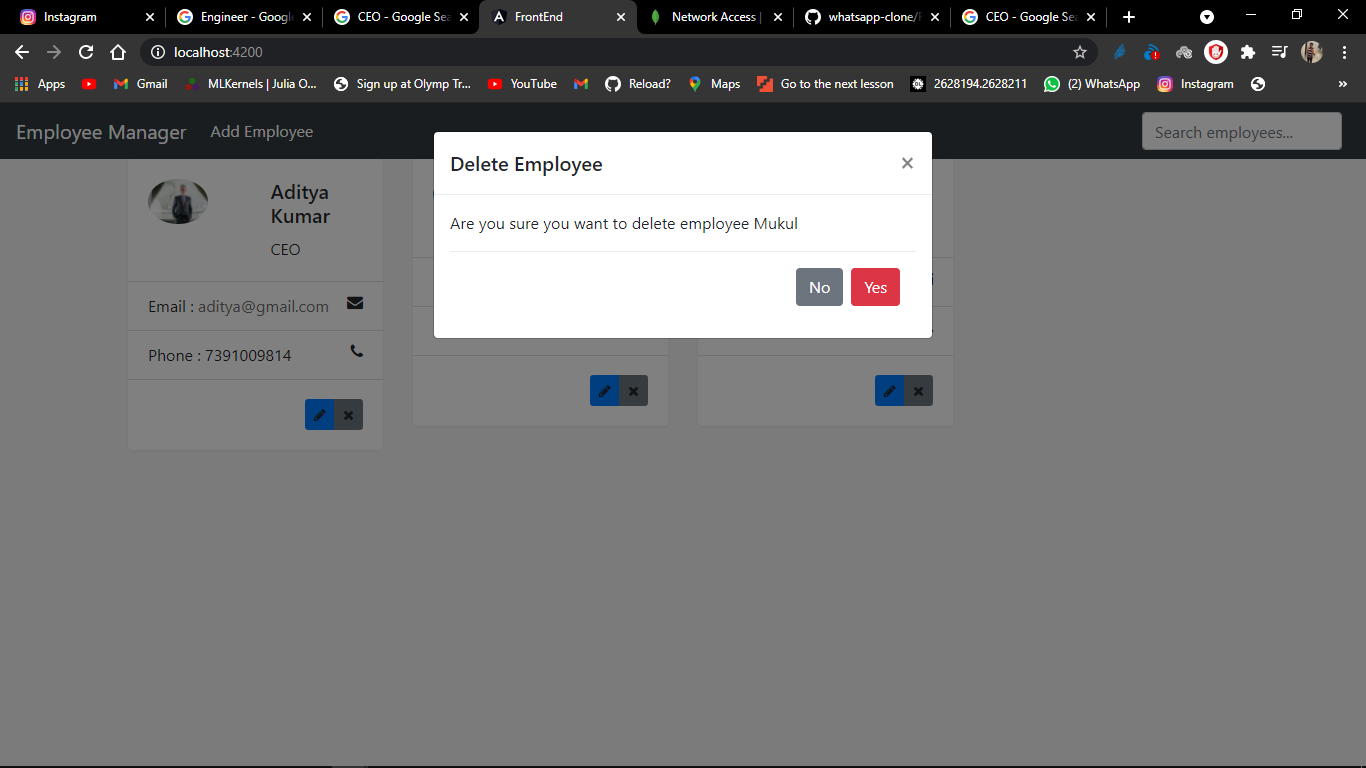 Instagram
Engineer - Googl
CEO - Google Sea
FrontEnd
Network Access |
whatsapp-clone/
CEO - Google Sea
localhost:4200
Apps
Gmail
MLKernels | Julia O...
Sign up at Olymp Tr...
YouTube
Reload?
Maps
Go to the next lesson
2628194.2628211
(2) WhatsApp
Instagram
»
Employee Manager
Add Employee
Search employees...
Delete Employee
×
Are you sure you want to delete employee Mukul
No
Yes
Aditya
Kumar
CEO
Email : aditya@gmail.com
Phone : 7391009814